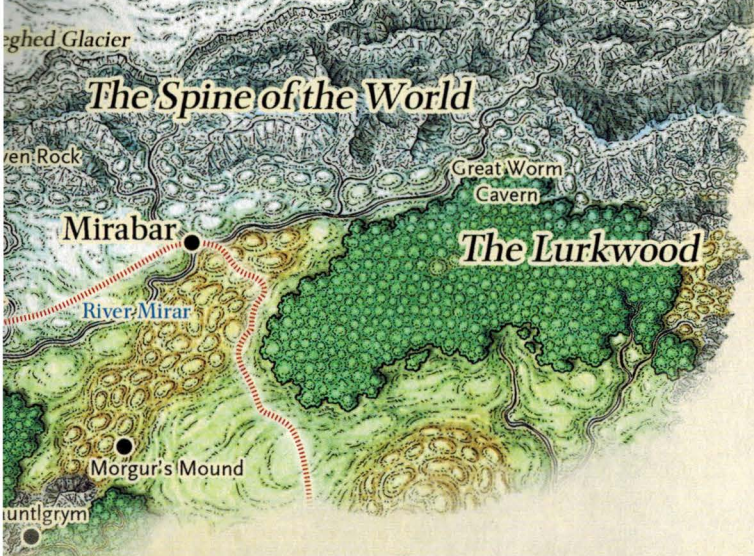 eghed Glacier
The Spine of the World
ven Rock
Great Worm
Cavern
Mirabar
The Lurkwood
River Mirar
Morgur's Mound
auntlgrym